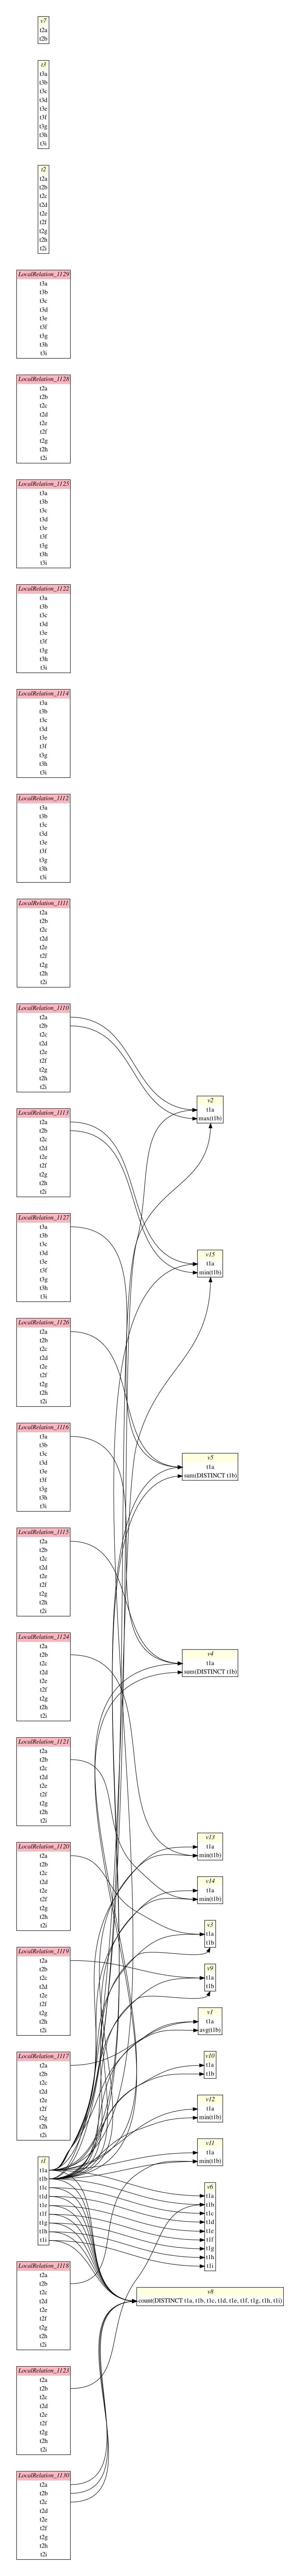 v7
t2a
t2b
t3
t3a
t3b
t3c
t3d
t3e
t3f
t3g
t3h
t3i
t2
t2a
t2b
t2c
t2d
t2e
t2f
t2g
t2h
t2i
LocalRelation_1129
t3a
t3b
t3c
t3d
t3e
t3f
t3g
t3h
t3i
LocalRelation_1128
t2a
t2b
t2c
t2d
t2e
t2f
t2g
t2h
t2i
LocalRelation_1125
t3a
t3b
t3c
t3d
t3e
t3f
t3g
t3h
t3i
LocalRelation_1122
t3a
t3b
t3c
t3d
t3e
t3f
t3g
t3h
t3i
LocalRelation_1114
t3a
t3b
t3c
t3d
t3e
t3f
t3g
t3h
t3i
LocalRelation_1112
t3a
t3b
t3c
t3d
t3e
t3f
t3g
t3h
t3i
LocalRelation_1111
t2a
t2b
t2c
t2d
t2e
t2f
t2g
t2h
t2i
LocalRelation_1110
t2a
t2b
t2c
t2d
t2e
t2f
t2g
t2h
t2i
LocalRelation_1113
t2a
t2b
t2c
t2d
t2e
t2f
t2g
t2h
t2i
LocalRelation_1127
t3a
t3b
t3c
t3d
t3e
t3f
t3g
t3h
t3i
LocalRelation_1126
t2a
t2b
t2c
t2d
t2e
t2f
t2g
t2h
t2i
LocalRelation_1116
t3a
t3b
t3c
t3d
t3e
t3f
t3g
t3h
t3i
LocalRelation_1115
t2a
t2b
t2c
t2d
t2e
t2f
t2g
t2h
t2i
LocalRelation_1124
t2a
t2b
t2c
t2d
t2e
t2f
t2g
t2h
t2i
LocalRelation_1121
t2a
t2b
t2c
t2d
t2e
t2f
t2g
t2h
t2i
LocalRelation_1120
t2a
t2b
t2c
t2d
t2e
t2f
t2g
t2h
t2i
LocalRelation_1119
t2a
t2b
t2c
t2d
t2e
t2f
t2g
t2h
t2i
LocalRelation_1117
t2a
t2b
t2c
t2d
t2e
t2f
t2g
t2h
t2i
t1
t1a
t1b
t1c
t1d
t1e
t1f
t1g
t1h
t1i
LocalRelation_1118
t2a
t2b
t2c
t2d
t2e
t2f
t2g
t2h
t2i
LocalRelation_1123
t2a
t2b
t2c
t2d
t2e
t2f
t2g
t2h
t2i
LocalRelation_1130
t2a
t2b
t2c
t2d
t2e
t2f
t2g
t2h
t2i
v2
t1a
max(t1b)
v15
t1a
min(t1b)
v5
t1a
sum(DISTINCT t1b)
v4
t1a
sum(DISTINCT t1b)
v13
t1a
min(t1b)
v14
t1a
min(t1b)
v3
t1a
t1b
v9
t1a
t1b
v1
t1a
avg(t1b)
v10
t1a
t1b
v12
t1a
min(t1b)
v11
t1a
min(t1b)
v6
t1a
t1b
t1c
t1d
t1e
t1f
t1g
t1h
t1i
v8
count(DISTINCT t1a, t1b, t1c, t1d, t1e, t1f, t1g, t1h, t1i)